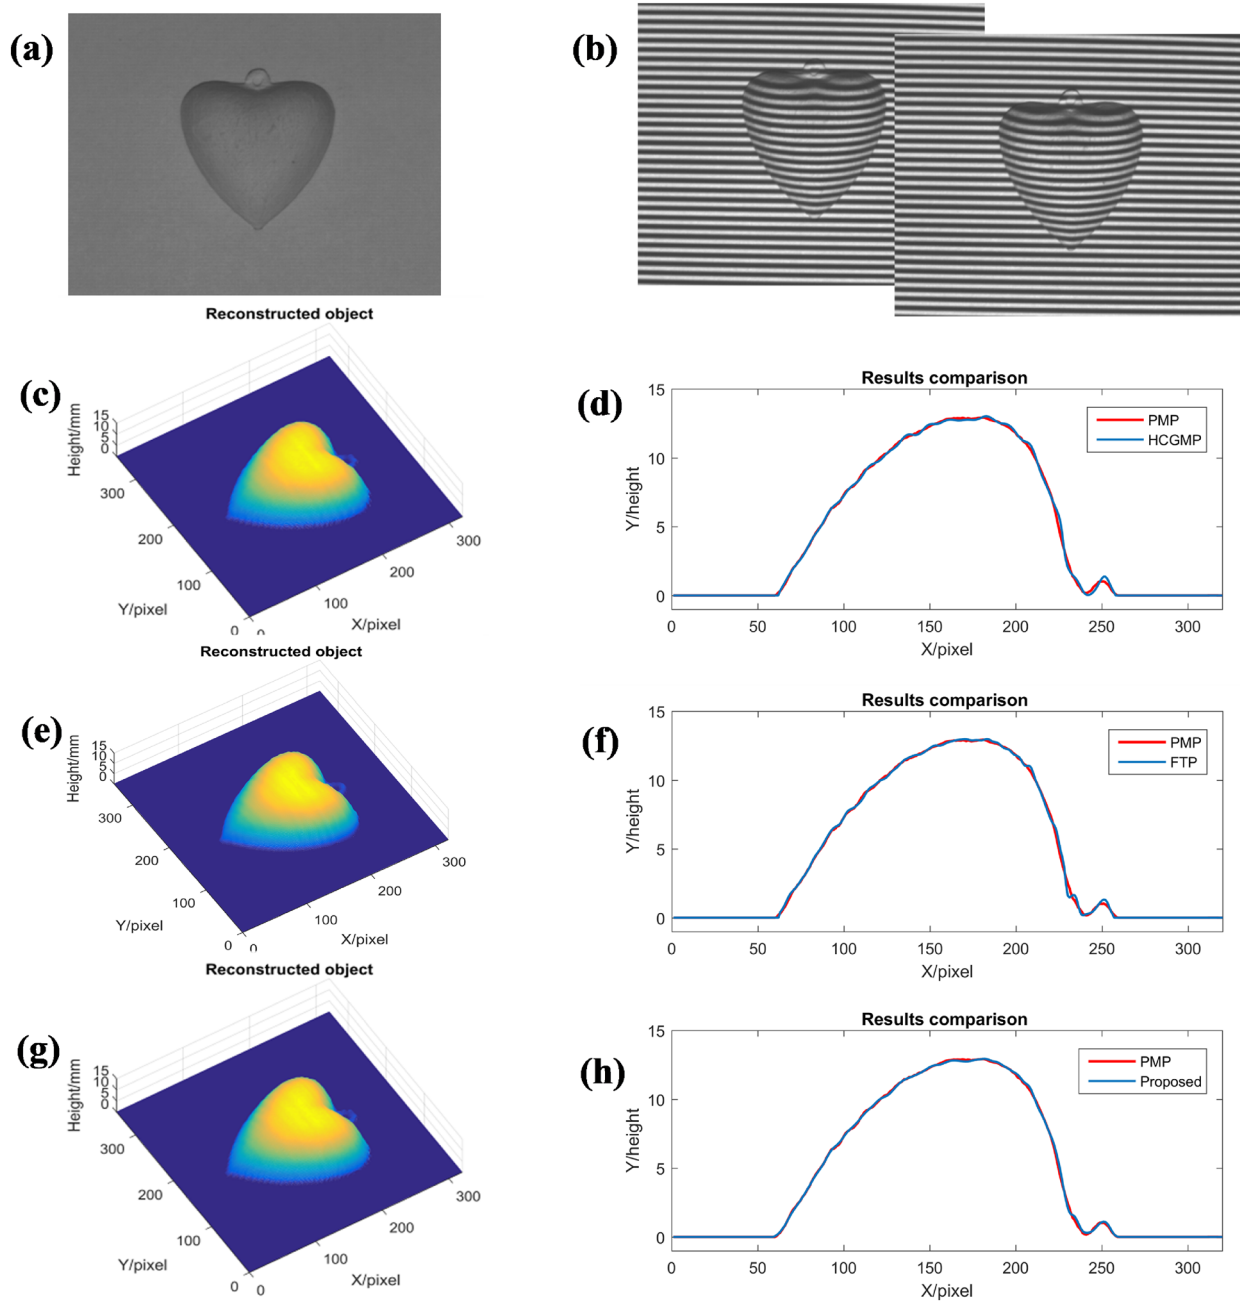 (a)
(b)
Reconstructed object
(c)
Height/mm
15
10
5
0
300
200
100
0
Y/pixel
0
100
200
300
X/pixel
(d)
Results comparison
PMP
HCGMP
Y/height
15
10
5
0
0 50 100 150 200 250 300
X/pixel
Reconstructed object
(e)
Height/mm
15
10
5
0
300
200
100
0
Y/pixel
0
100
200
300
X/pixel
(f)
Results comparison
PMP
FTP
Y/height
15
10
5
0
0 50 100 150 200 250 300
X/pixel
Reconstructed object
(g)
Height/mm
15
10
5
0
300
200
100
0
Y/pixel
0
100
200
300
X/pixel
(h)
Results comparison
PMP
Proposed
Y/height
15
10
5
0
0 50 100 150 200 250 300
X/pixel